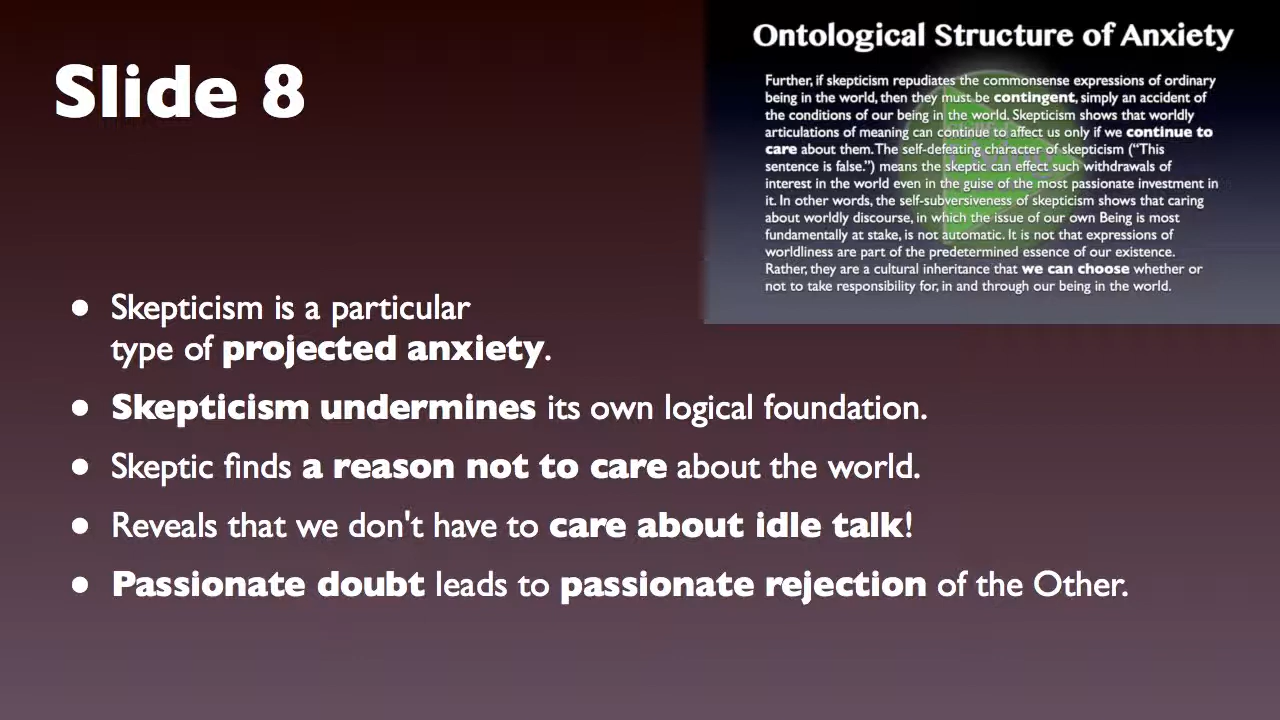 Slide 8
Ontological Structure of Anxiety
Further, if skepticism repudiates the commonsense expressions of ordinary
being in the world, then they must be contingent, simply an accident of
the conditions of our being in the world. Skepticism shows that worldly
articulations of meaning can continue to affect us only if we continue to
care about them. The self-defeating character of skepticism (“This
sentence is false.”) means the skeptic can effect such withdrawals of
interest in the world even in the guise of the most passionate investment in
it. In other words, the self-subversiveness of skepticism shows that caring
about worldly discourse, in which the issue of our own Being is most
fundamentally at stake, is not automatic. It is not that expressions of
worldliness are part of the predetermined essence of our existence.
Rather, they are a cultural inheritance that we can choose whether or
not to take responsibility for, in and through our being in the world.
• Skepticism is a particular
type of projected anxiety.
• Skepticism undermines its own logical foundation.
• Skeptic finds a reason not to care about the world.
• Reveals that we don't have to care about idle talk!
• Passionate doubt leads to passionate rejection of the Other.